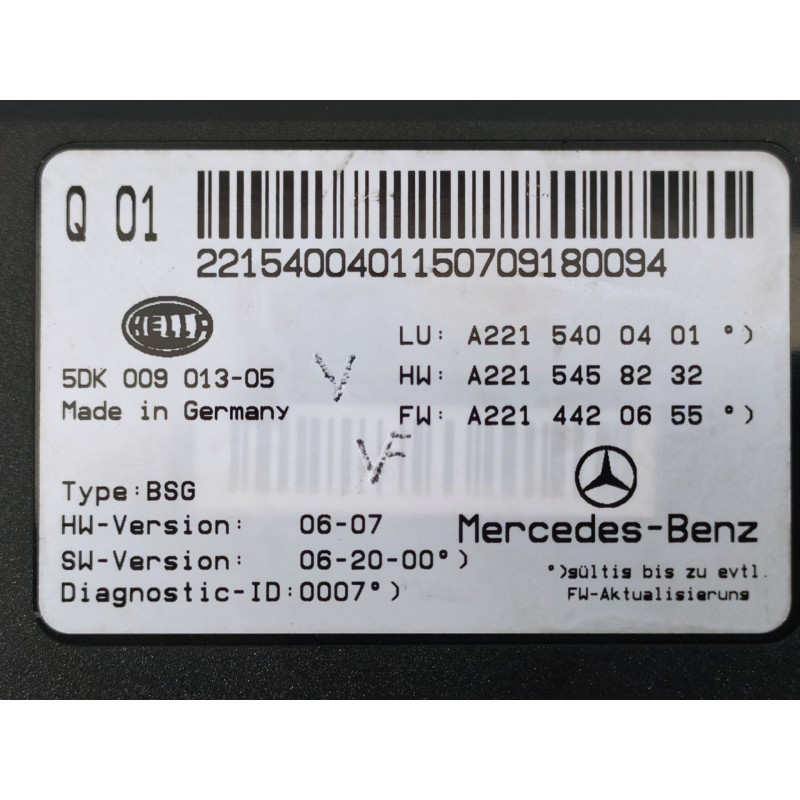 Q 01
2215400401150709180094
HELLA
LU: A221 540 04 01 °)
5DK 009 013-05
HW: A221 545 82 32
Made in Germany
FW: A221 442 06 55 °)
V
VF
Type:BSG
HW-Version: 06-07
Mercedes-Benz
SW-Version: 06-20-00°)
°)gültig bis zu evtl.
Diagnostic-ID:0007°)
FW-Aktualisierung